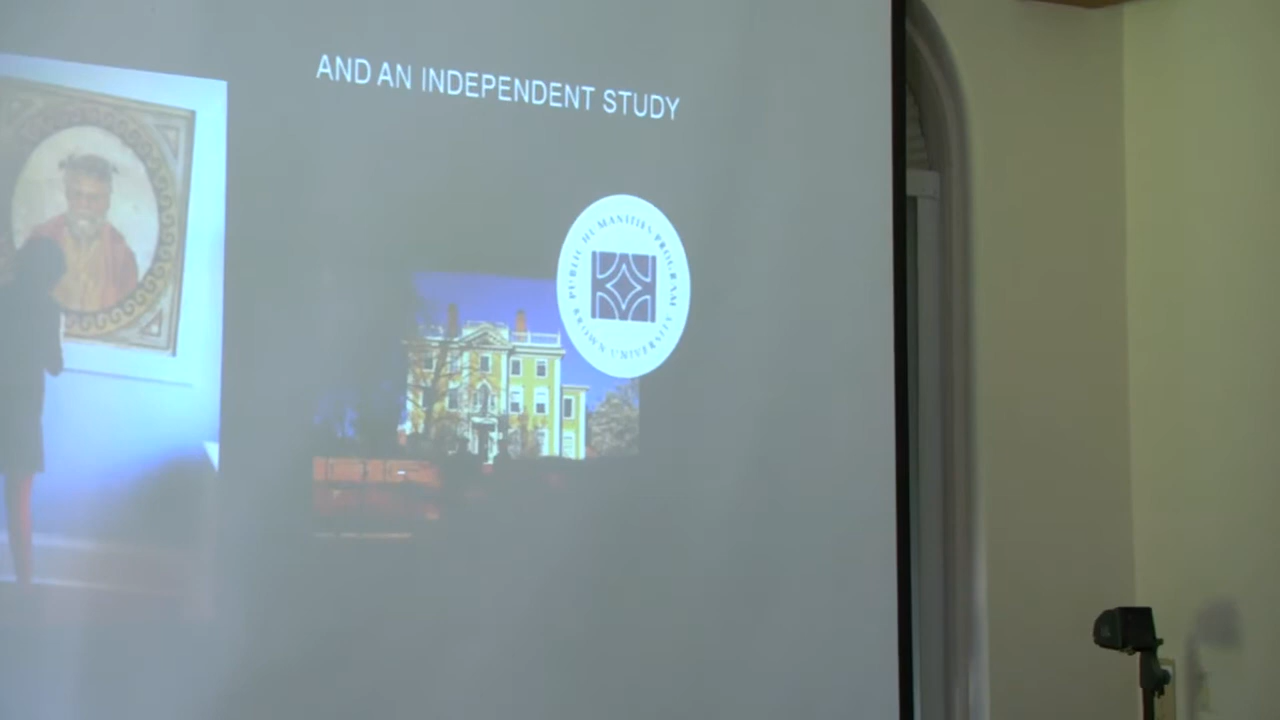 AND AN INDEPENDENT STUDY
PUBLIC HUMANITIES PROGRAM
BROWN UNIVERSITY